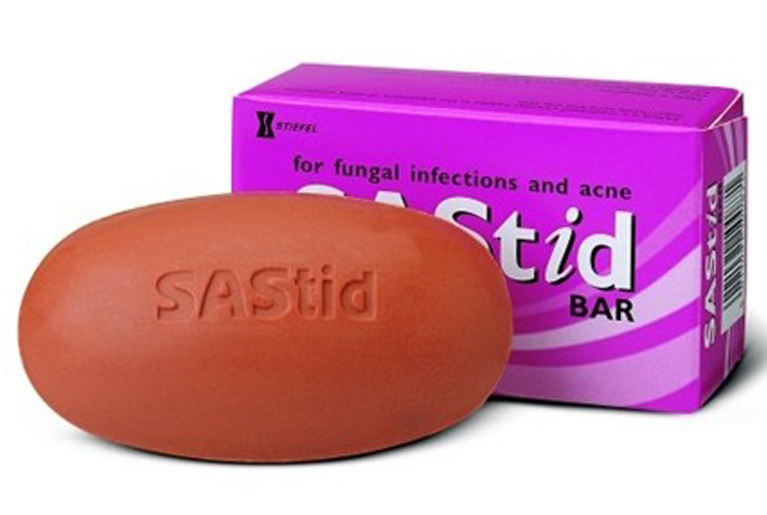 STIEFEL
for fungal infections and acne
SAStid
BAR
SAStid
SAStid